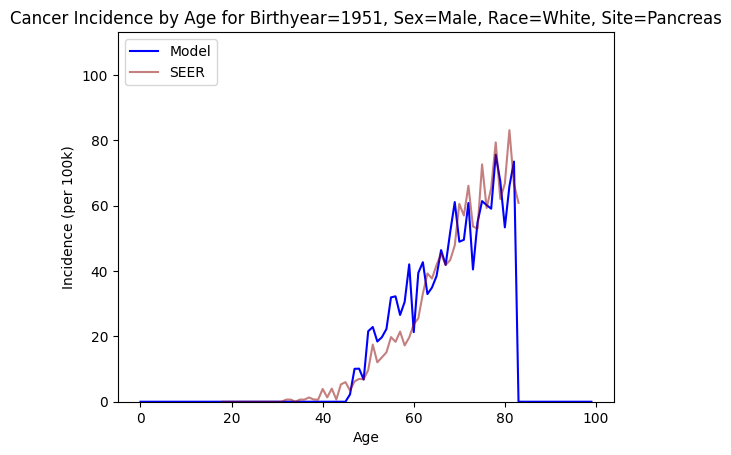 Cancer Incidence by Age for Birthyear=1951, Sex=Male, Race=White, Site=Pancreas
Model
SEER
Incidence (per 100k)
100
80
60
40
20
0
0 20 40 60 80 100
Age